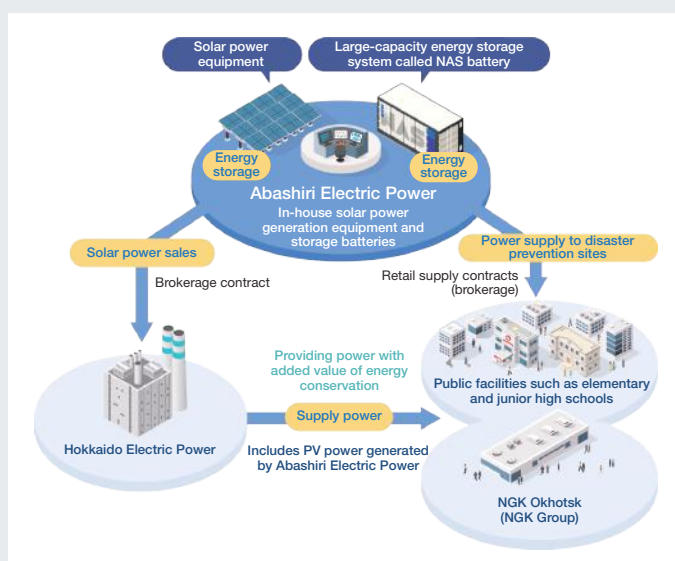 Solar power
equipment
Large-capacity energy storage
system called NAS battery
NAS
Energy
storage
Energy
storage
Abashiri Electric Power
In-house solar power
generation equipment and
storage batteries
Solar power sales
Power supply to disaster
prevention sites
Brokerage contract
Retail supply contracts
(brokerage)
Providing power with
added value of energy
conservation
Public facilities such as elementary
and junior high schools
Supply power
Hokkaido Electric Power
Includes PV power generated
by Abashiri Electric Power
NGK Okhotsk
(NGK Group)